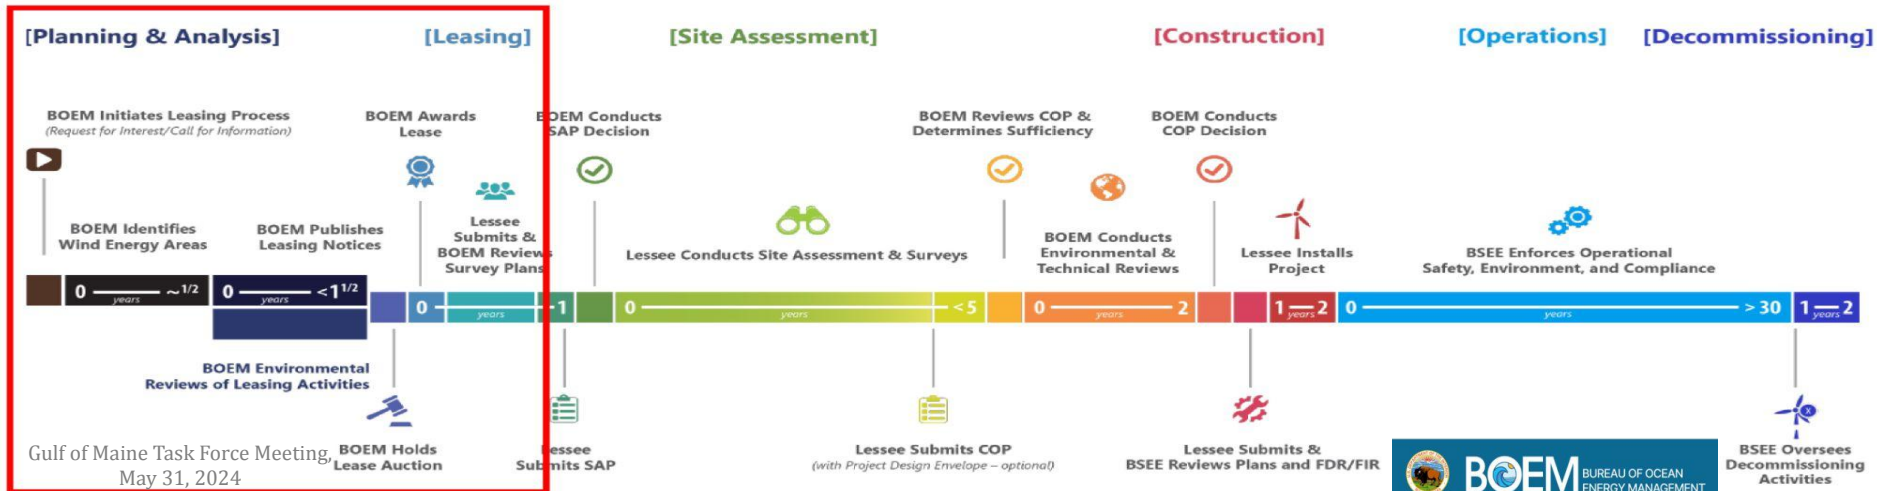 [Planning & Analysis]
[Leasing]
[Site Assessment]
[Construction]
[Operations]
[Decommissioning]
BOEM Initiates Leasing Process
(Request for Interest/Call for Information)
BOEM Awards
Lease
BOEM Conducts
SAP Decision
BOEM Reviews COP &
Determines Sufficiency
BOEM Conducts
COP Decision
BOEM Identifies
Wind Energy Areas
BOEM Publishes
Leasing Notices
Lessee
Submits &
BOEM Reviews
Survey Plans
Lessee Conducts Site Assessment & Surveys
BOEM Conducts
Environmental &
Technical Reviews
Lessee Installs
Project
BSEE Enforces Operational
Safety, Environment, and Compliance
0 years ~1/2
0 years <1 1/2
0 years 1
0 years <5
0 years 2
1 years 2
0 years > 30
1 years 2
BOEM Environmental
Reviews of Leasing Activities
BOEM Holds
Lease Auction
Lessee
Submits SAP
Lessee Submits COP
(with Project Design Envelope – optional)
Lessee Submits &
BSEE Reviews Plans and FDR/FIR
BSEE Oversees
Decommissioning
Activities
Gulf of Maine Task Force Meeting,
May 31, 2024
BOEM
BUREAU OF OCEAN
ENERGY MANAGEMENT